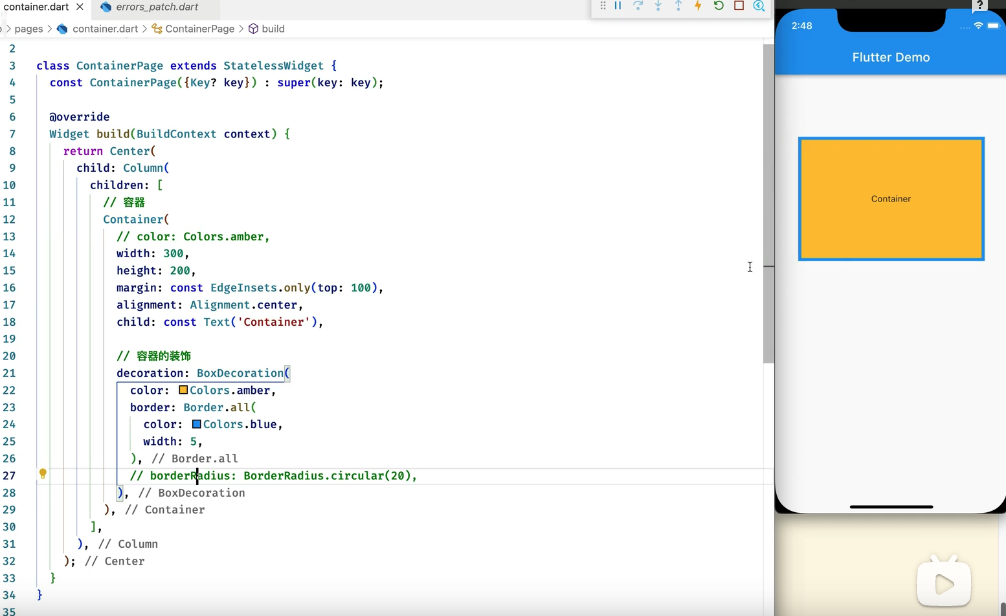 container.dart
errors_patch.dart
pages > container.dart > ContainerPage > build
2
3 class ContainerPage extends StatelessWidget {
4 const ContainerPage({Key? key}) : super(key: key);
5
6 @override
7 Widget build(BuildContext context) {
8 return Center(
9 child: Column(
10 children: [
11 // 容器
12 Container(
13 // color: Colors.amber,
14 width: 300,
15 height: 200,
16 margin: const EdgeInsets.only(top: 100),
17 alignment: Alignment.center,
18 child: const Text('Container'),
19
20 // 容器的装饰
21 decoration: BoxDecoration(
22 color: Colors.amber,
23 border: Border.all(
24 color: Colors.blue,
25 width: 5,
26 ), // Border.all
27 // borderRadius: BorderRadius.circular(20),
28 ), // BoxDecoration
29 ), // Container
30 ],
31 ), // Column
32 ); // Center
33 }
34 }
35
2:48
Flutter Demo
Container
?